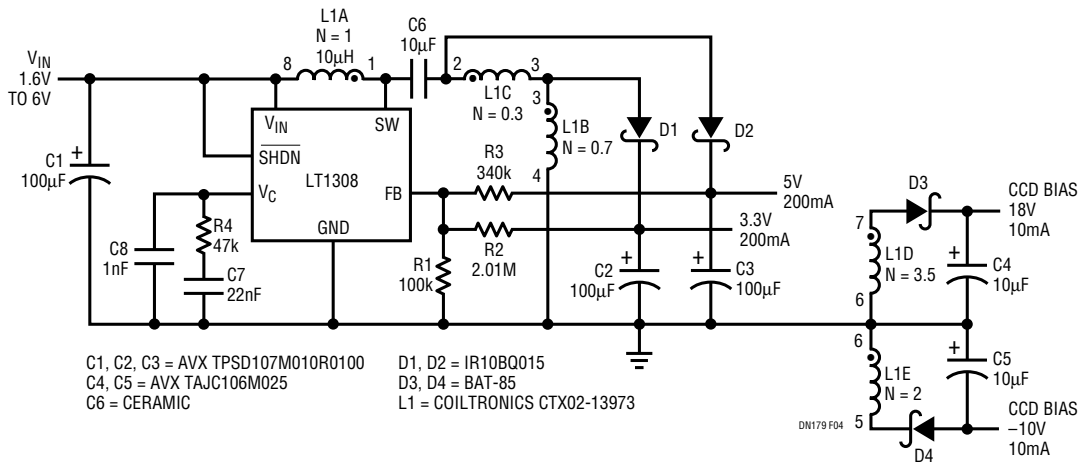 L1A
N = 1
10µH
C6
10µF
VIN
1.6V
TO 6V
8
1
2
3
L1C
N = 0.3
3
L1B
N = 0.7
4
D1
D2
VIN
SW
SHDN
LT1308
VC
FB
GND
C1
+
100µF
R3
340k
5V
200mA
3.3V
200mA
R2
2.01M
R1
100k
R4
47k
C8
1nF
C7
22nF
+
C2
100µF
+
C3
100µF
D3
CCD BIAS
18V
10mA
7
L1D
N = 3.5
6
+
C4
10µF
6
L1E
N = 2
5
+
C5
10µF
CCD BIAS
–10V
10mA
D4
DN179 F04
C1, C2, C3 = AVX TPSD107M010R0100
C4, C5 = AVX TAJC106M025
C6 = CERAMIC
D1, D2 = IR10BQ015
D3, D4 = BAT-85
L1 = COILTRONICS CTX02-13973